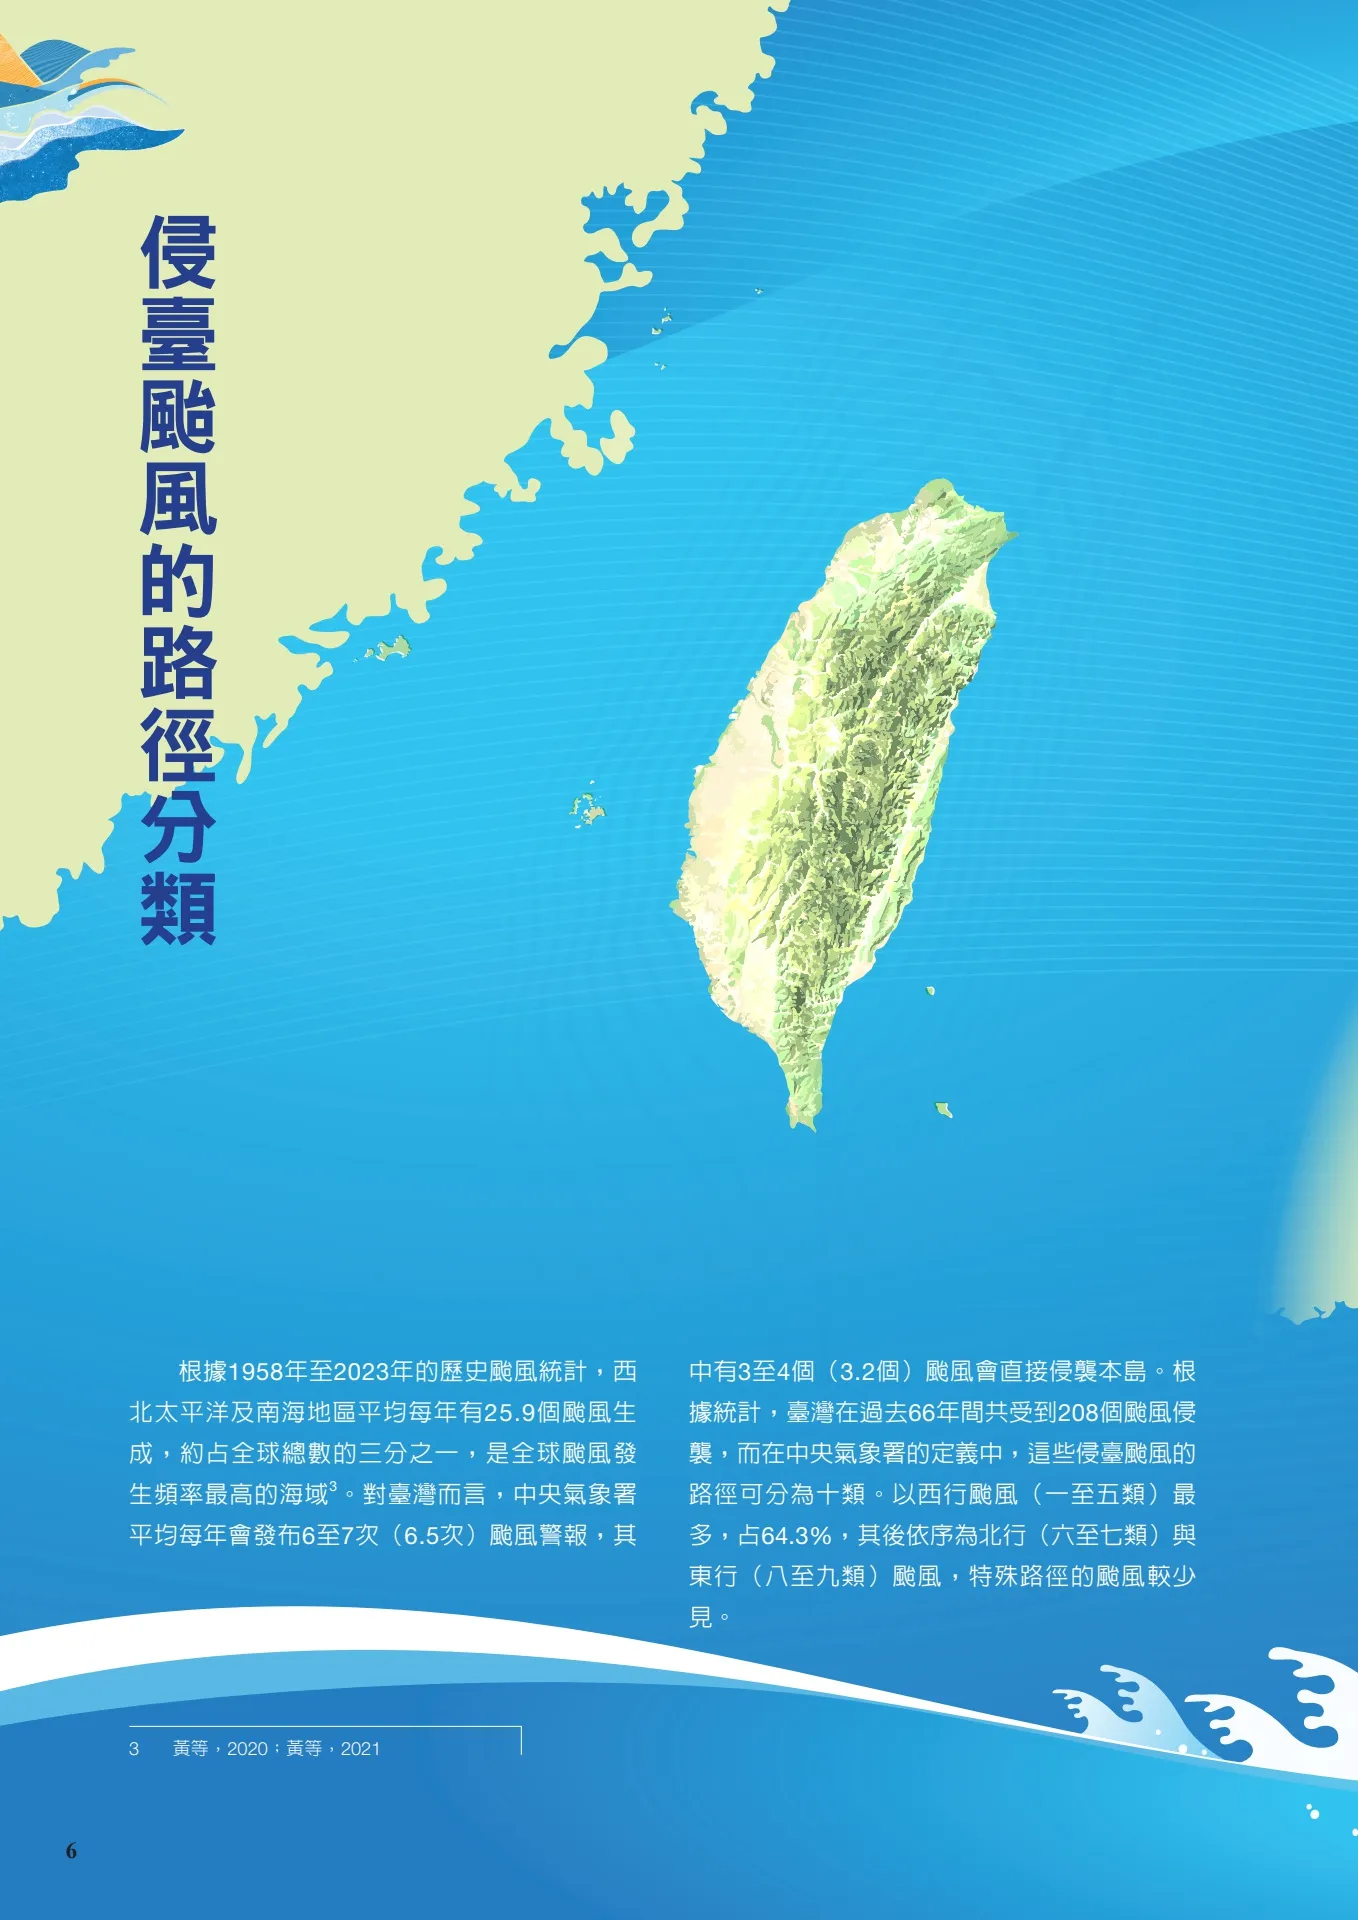 侵臺颱風的路徑分類
根據1958年至2023年的歷史颱風統計，西
北太平洋及南海地區平均每年有25.9個颱風生
成，約占全球總數的三分之一，是全球颱風發
生頻率最高的海域3。對臺灣而言，中央氣象署
平均每年會發布6至7次（6.5次）颱風警報，其
中有3至4個（3.2個）颱風會直接侵襲本島。根
據統計，臺灣在過去66年間共受到208個颱風侵
襲，而在中央氣象署的定義中，這些侵臺颱風的
路徑可分為十類。以西行颱風（一至五類）最
多，占64.3%，其後依序為北行（六至七類）與
東行（八至九類）颱風，特殊路徑的颱風較少
見。
3 黃等，2020；黃等，2021
6